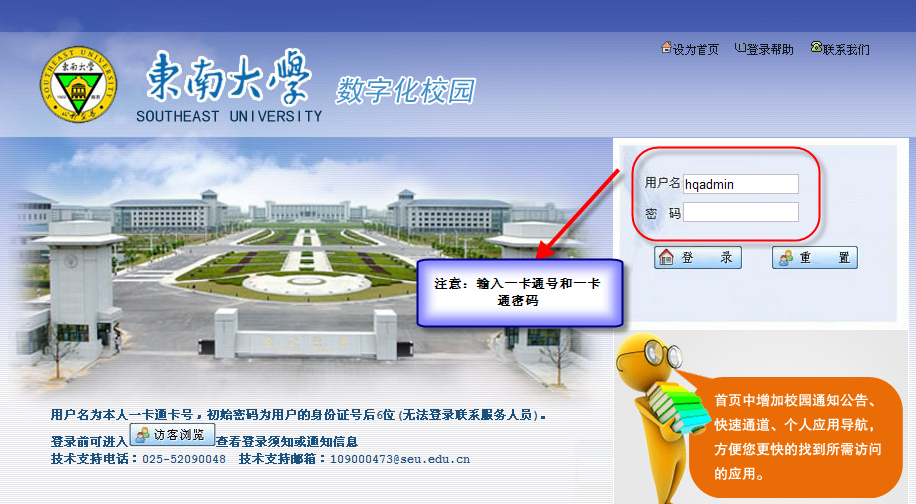 设为首页 登录帮助 联系我们
SOUTHEAST UNIVERSITY
東南大學
東南大學 数字化校园
SOUTHEAST UNIVERSITY
用户名 hqadmin
密 码
登 录 重 置
注意：输入一卡通号和一卡
通密码
用户名为本人一卡通卡号，初始密码为用户的身份证号后6位(无法登录联系服务人员)。
登录前可进入 访客浏览 查看登录须知或通知信息
技术支持电话：025-52090048 技术支持邮箱：109000473@seu.edu.cn
首页中增加校园通知公告、
快速通道、个人应用导航，
方便您更快的找到所需访问
的应用。